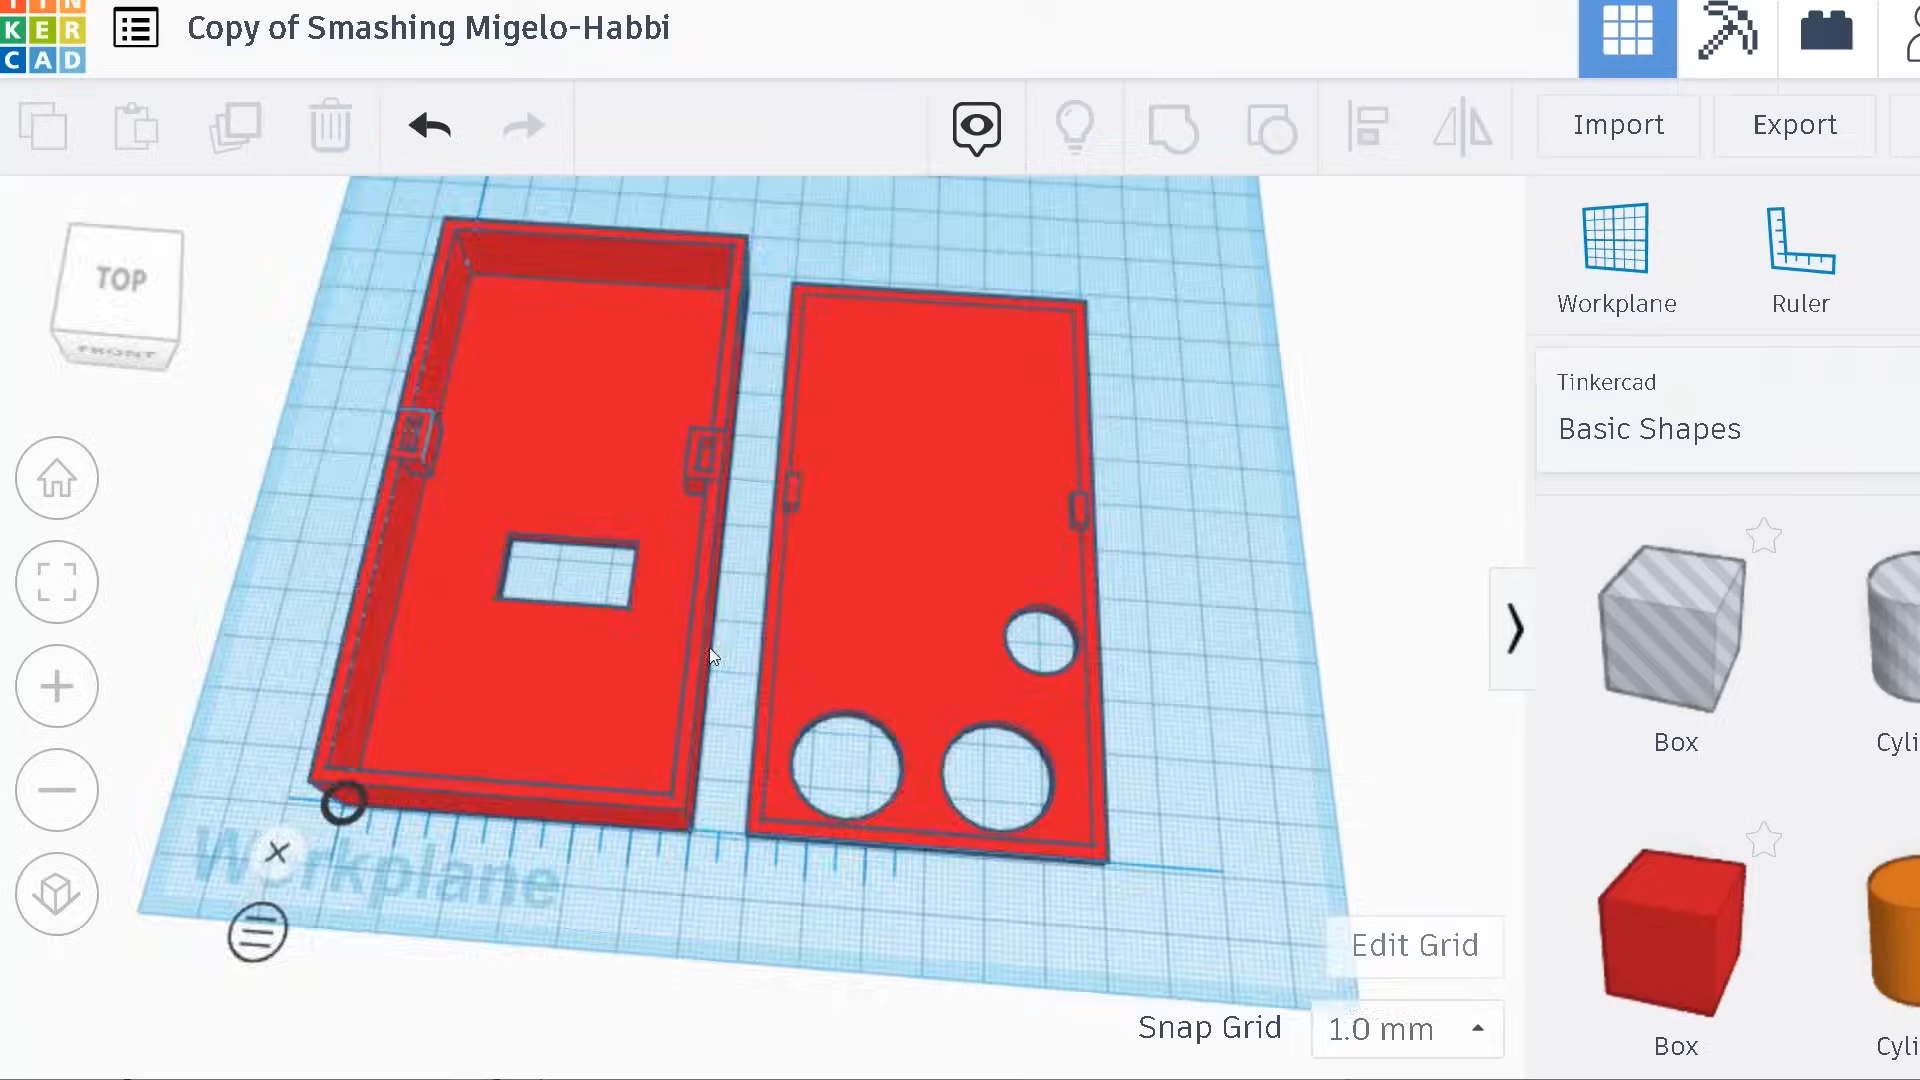 TIN
KER
CAD
Copy of Smashing Migelo-Habbi
Import
Export
TOP
FRONT
Workplane
Ruler
Tinkercad
Basic Shapes
Box
Cyli
Workplane
Edit Grid
Snap Grid
1.0 mm
Box
Cyli